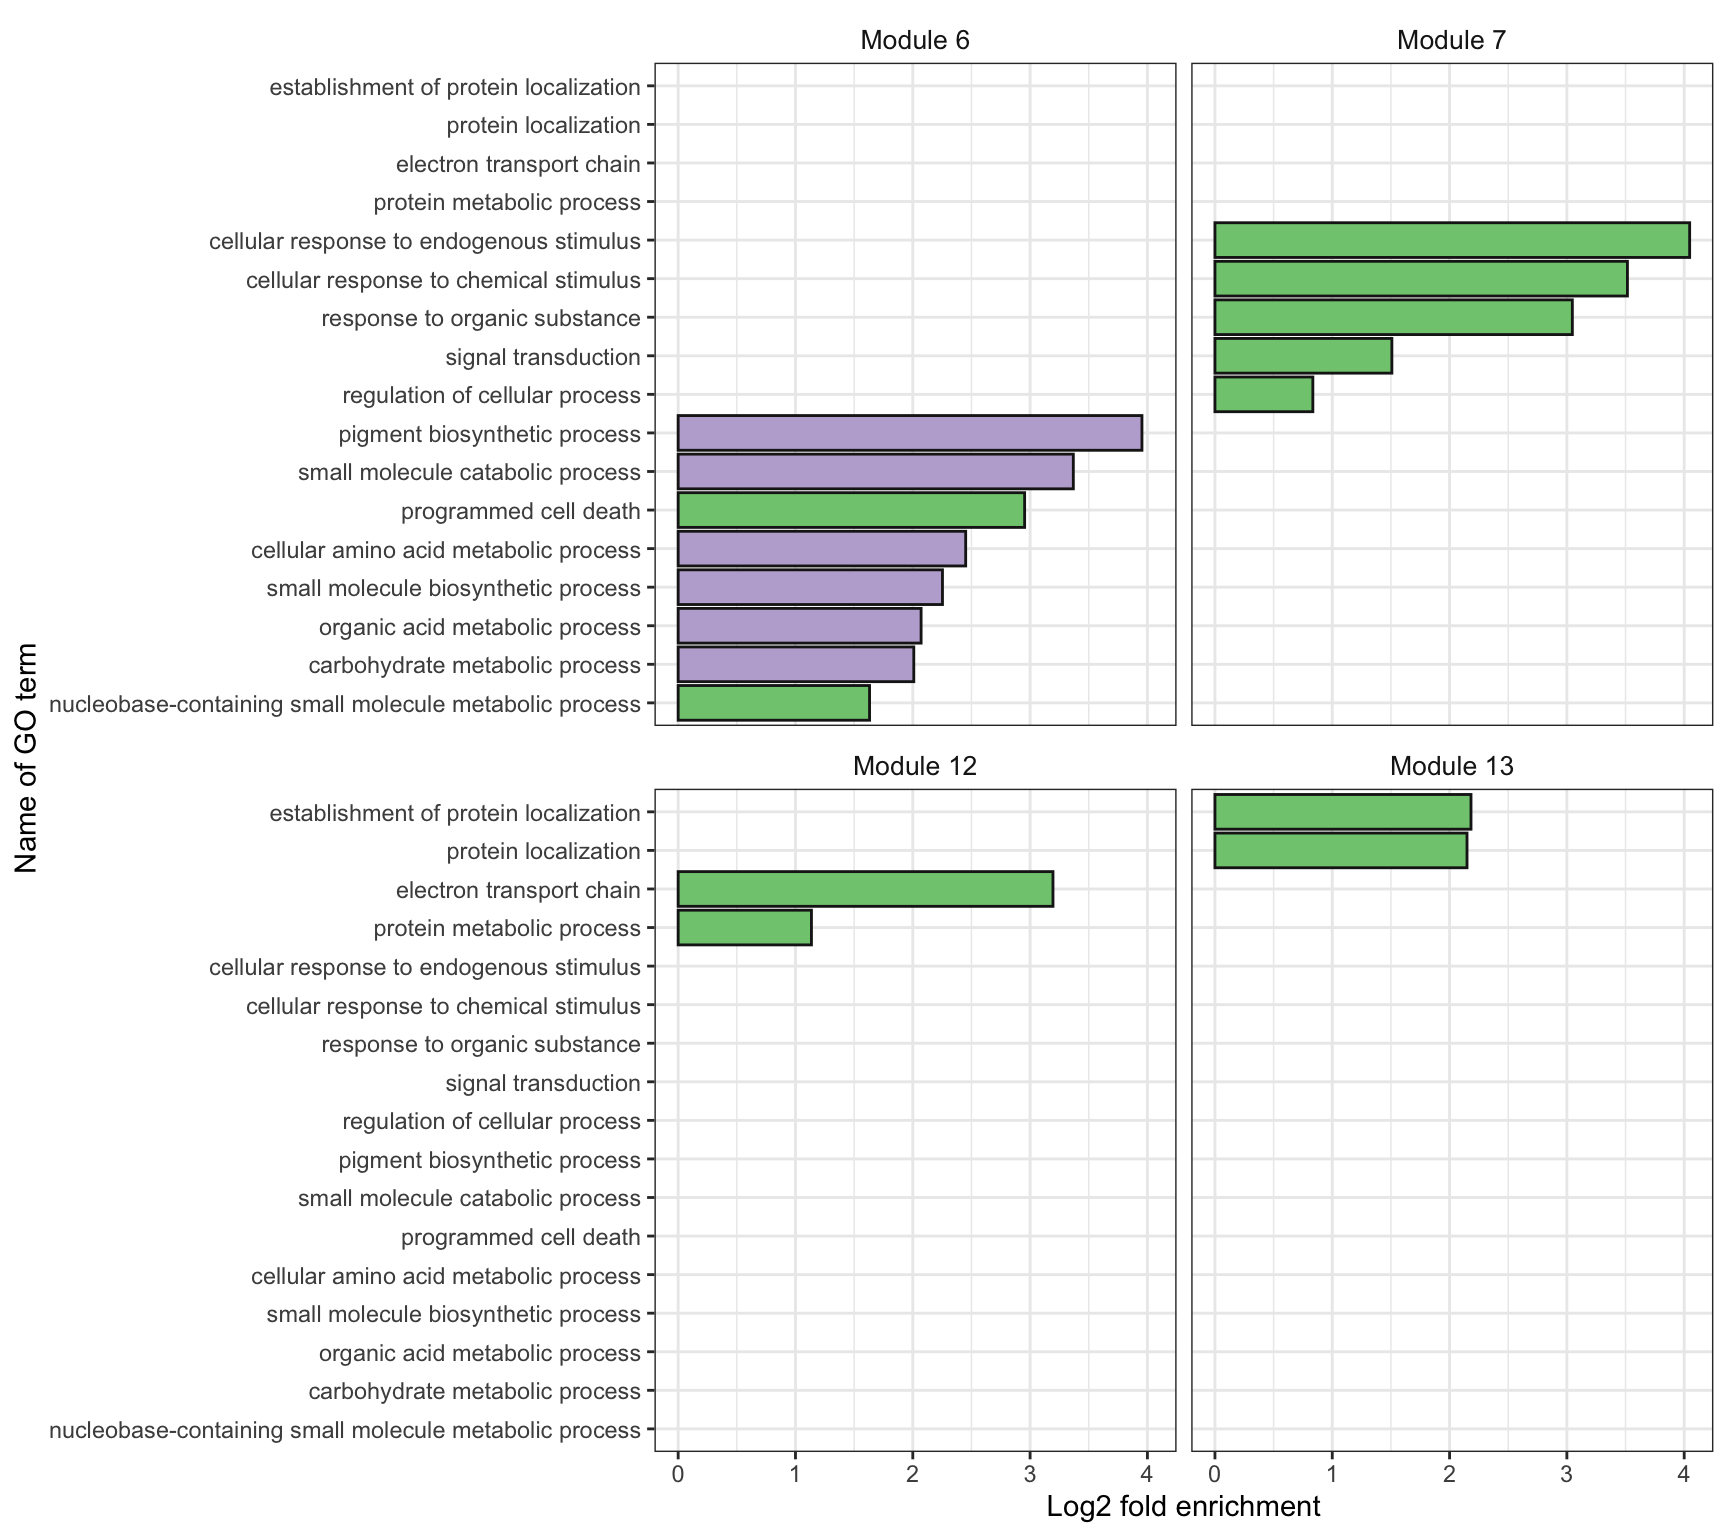 Module 6
Module 7
establishment of protein localization
protein localization
electron transport chain
protein metabolic process
cellular response to endogenous stimulus
cellular response to chemical stimulus
response to organic substance
signal transduction
regulation of cellular process
pigment biosynthetic process
small molecule catabolic process
programmed cell death
cellular amino acid metabolic process
small molecule biosynthetic process
organic acid metabolic process
carbohydrate metabolic process
nucleobase-containing small molecule metabolic process
Name of GO term
Module 12
Module 13
establishment of protein localization
protein localization
electron transport chain
protein metabolic process
cellular response to endogenous stimulus
cellular response to chemical stimulus
response to organic substance
signal transduction
regulation of cellular process
pigment biosynthetic process
small molecule catabolic process
programmed cell death
cellular amino acid metabolic process
small molecule biosynthetic process
organic acid metabolic process
carbohydrate metabolic process
nucleobase-containing small molecule metabolic process
0 1 2 3 4
0 1 2 3 4
Log2 fold enrichment